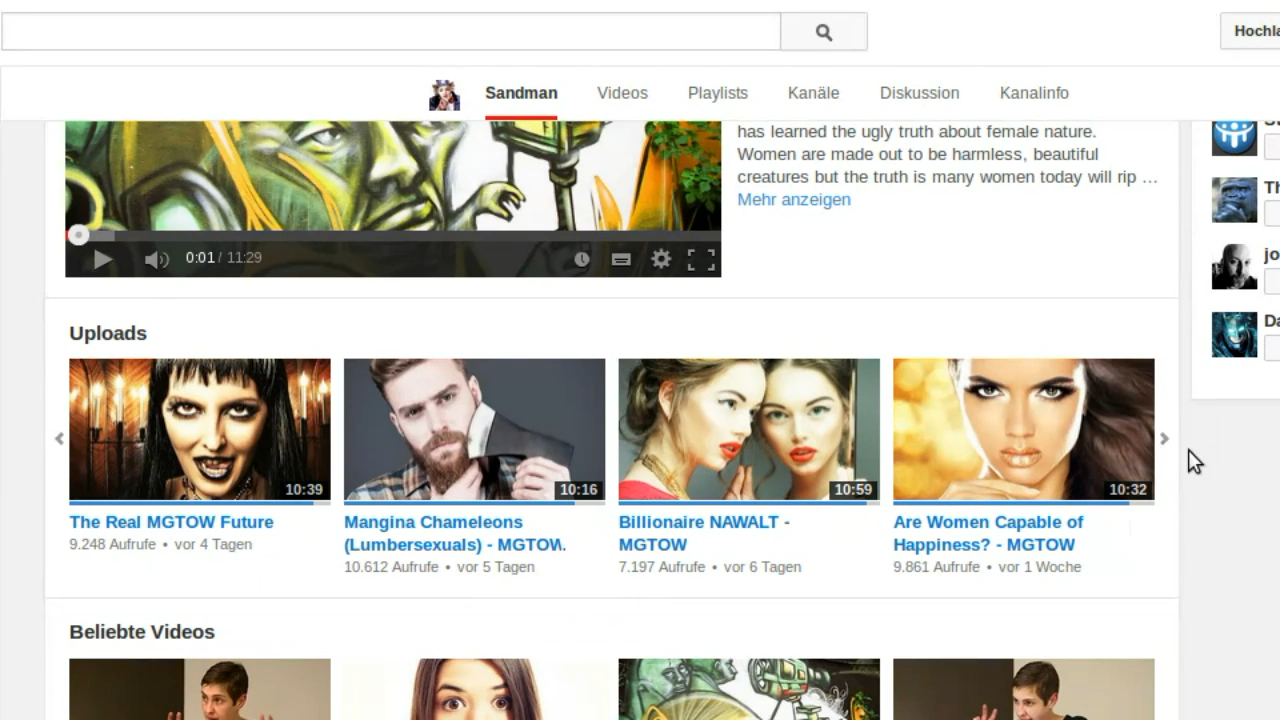 Hochla
Sandman Videos Playlists Kanäle Diskussion Kanalinfo
has learned the ugly truth about female nature.
Women are made out to be harmless, beautiful
creatures but the truth is many women today will rip …
Mehr anzeigen
0:01 / 11:29
Th
jo
Da
Uploads
10:39
10:16
10:59
10:32
The Real MGTOW Future
9.248 Aufrufe • vor 4 Tagen
Mangina Chameleons
(Lumbersexuals) - MGTOW.
10.612 Aufrufe • vor 5 Tagen
Billionaire NAWALT -
MGTOW
7.197 Aufrufe • vor 6 Tagen
Are Women Capable of
Happiness? - MGTOW
9.861 Aufrufe • vor 1 Woche
Beliebte Videos